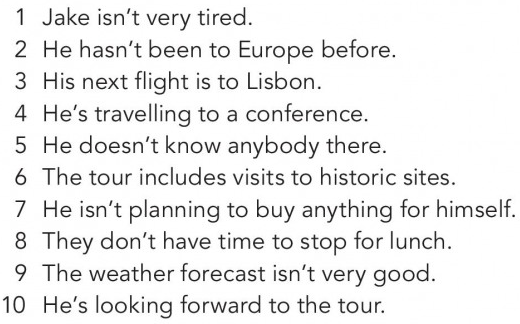 1 Jake isn't very tired.
2 He hasn't been to Europe before.
3 His next flight is to Lisbon.
4 He's travelling to a conference.
5 He doesn't know anybody there.
6 The tour includes visits to historic sites.
7 He isn't planning to buy anything for himself.
8 They don't have time to stop for lunch.
9 The weather forecast isn't very good.
10 He's looking forward to the tour.